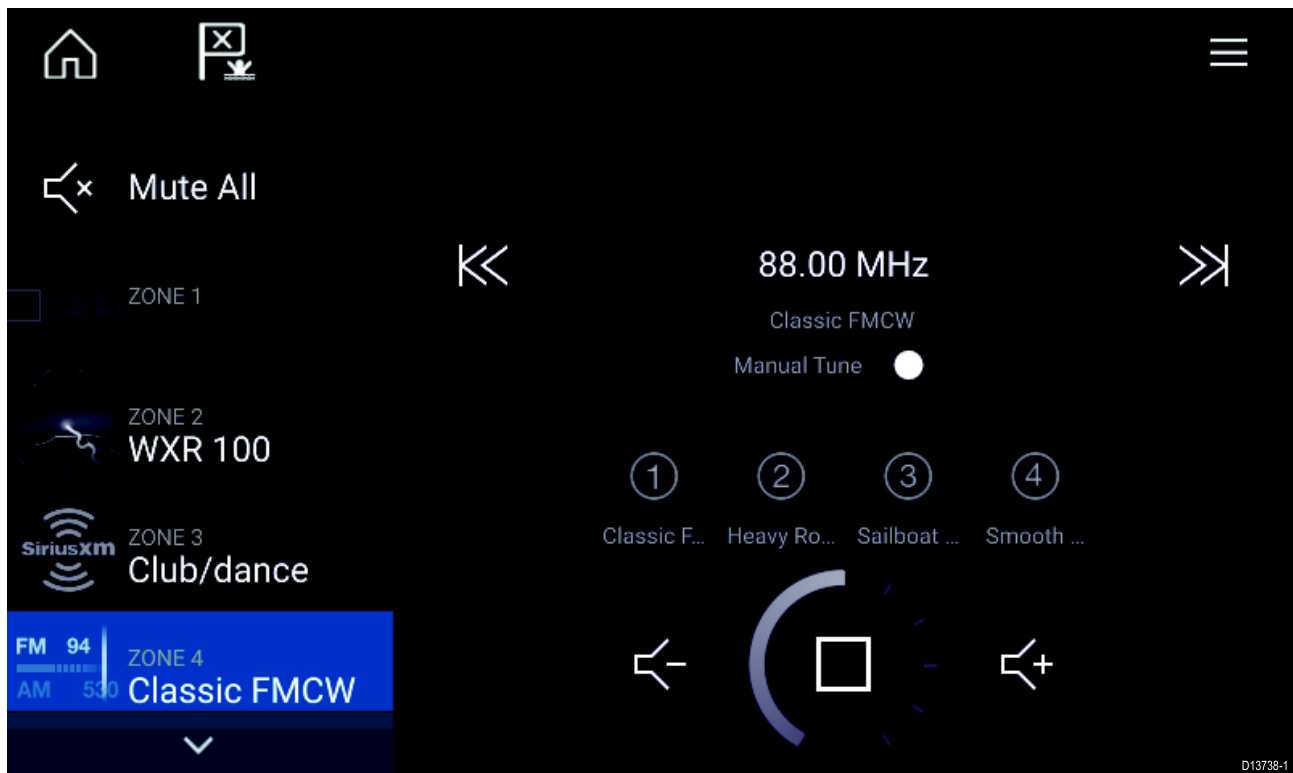 Mute All
ZONE 1
ZONE 2
WXR 100
siriusxm
ZONE 3
Club/dance
FM 94
AM 530
ZONE 4
Classic FMCW
88.00 MHz
Classic FMCW
Manual Tune
1 2 3 4
Classic F... Heavy Ro... Sailboat ... Smooth ...
D13738-1